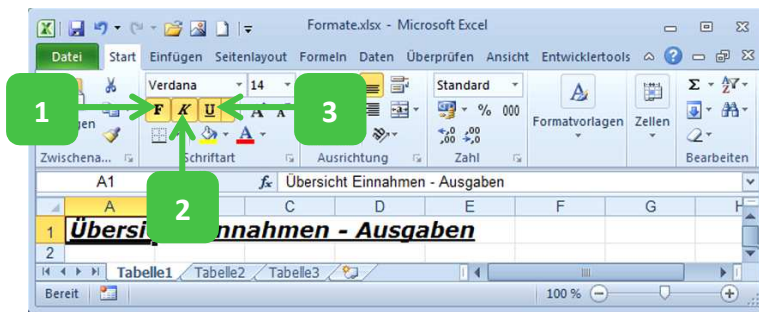 Formate.xlsx - Microsoft Excel
Datei Start Einfügen Seitenlayout Formeln Daten Überprüfen Ansicht Entwicklertools
Verdana 14 Standard
1 F K U A A 3 % 000
Formatvorlagen Zellen
A
Zwischena... Schriftart Ausrichtung Zahl Bearbeiten
A1 fx Übersicht Einnahmen - Ausgaben
2
A C D E F G H
1 Übersi nnahmen - Ausgaben
2
Tabelle1 Tabelle2 Tabelle3
Bereit 100 %